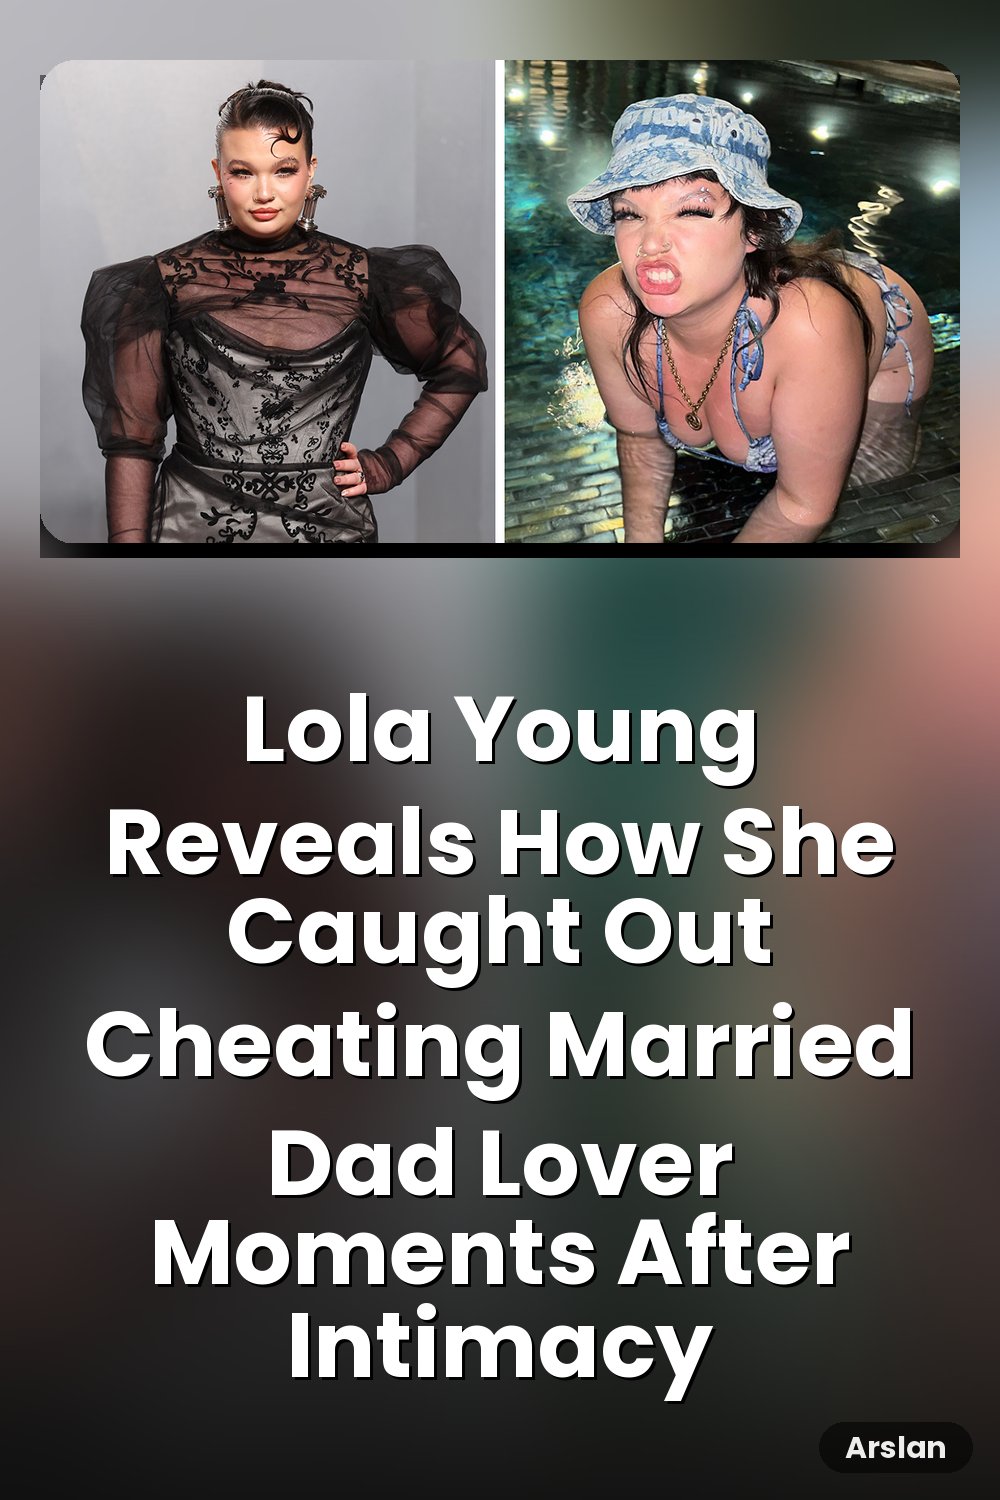 Lola Young
Reveals How She
Caught Out
Cheating Married
Dad Lover
Moments After
Intimacy
Arslan